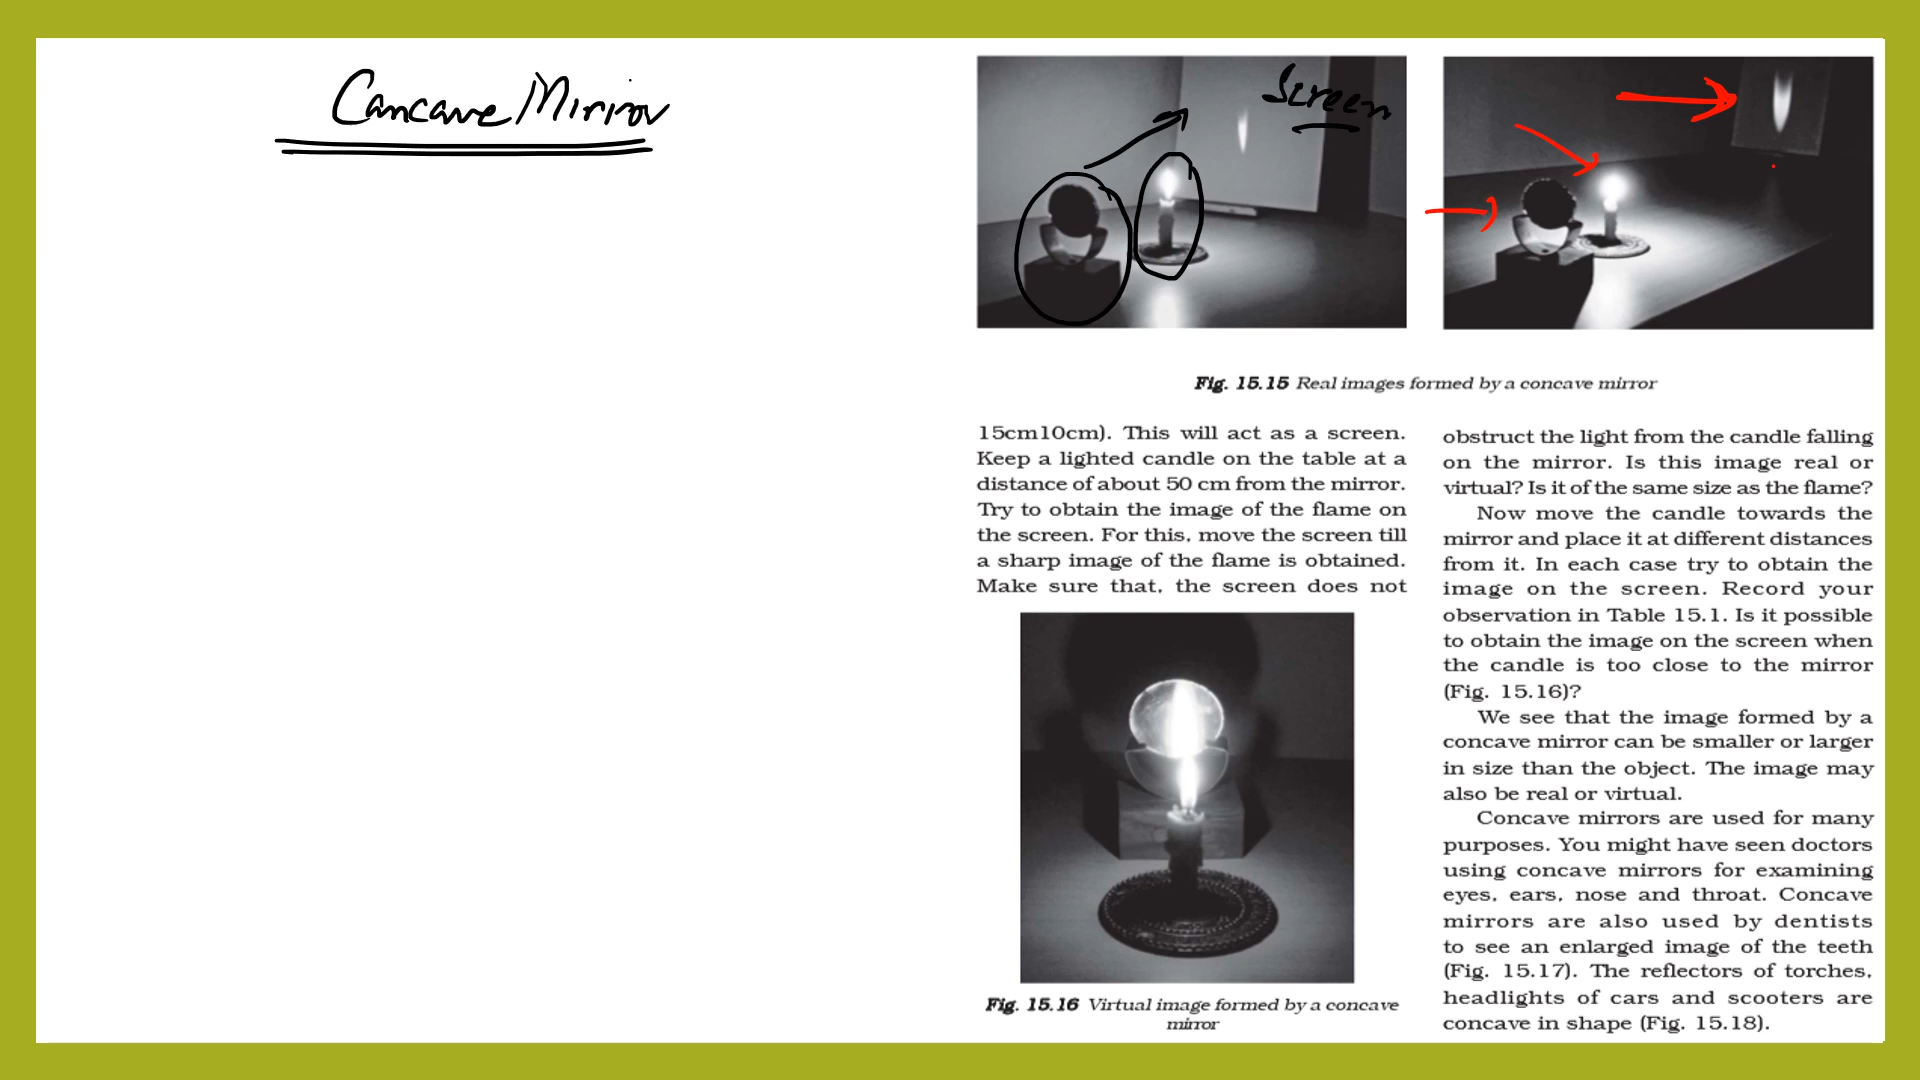 Cancave Mirror
Screen
Fig. 15.15 Real images formed by a concave mirror
15cm10cm). This will act as a screen.
Keep a lighted candle on the table at a
distance of about 50 cm from the mirror.
Try to obtain the image of the flame on
the screen. For this, move the screen till
a sharp image of the flame is obtained.
Make sure that, the screen does not
Fig. 15.16 Virtual image formed by a concave
mirror
obstruct the light from the candle falling
on the mirror. Is this image real or
virtual? Is it of the same size as the flame?
Now move the candle towards the
mirror and place it at different distances
from it. In each case try to obtain the
image on the screen. Record your
observation in Table 15.1. Is it possible
to obtain the image on the screen when
the candle is too close to the mirror
(Fig. 15.16)?
We see that the image formed by a
concave mirror can be smaller or larger
in size than the object. The image may
also be real or virtual.
Concave mirrors are used for many
purposes. You might have seen doctors
using concave mirrors for examining
eyes, ears, nose and throat. Concave
mirrors are also used by dentists
to see an enlarged image of the teeth
(Fig. 15.17). The reflectors of torches,
headlights of cars and scooters are
concave in shape (Fig. 15.18).